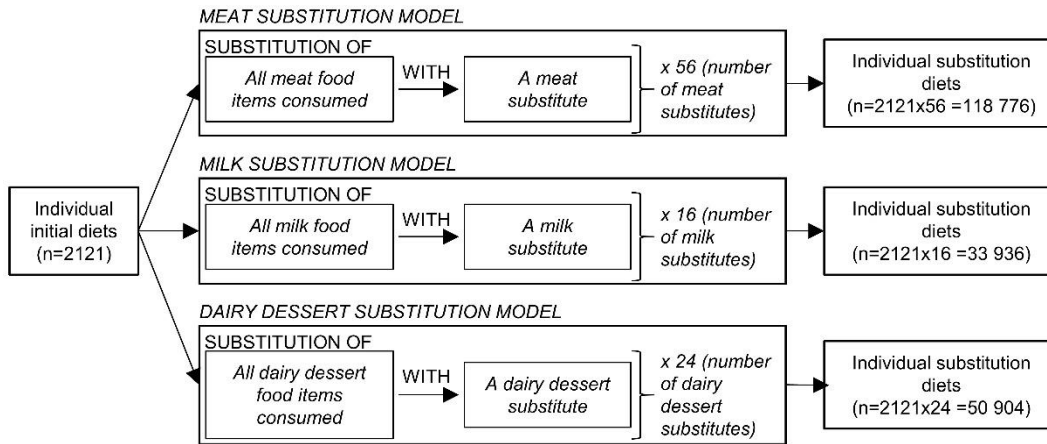 MEAT SUBSTITUTION MODEL
SUBSTITUTION OF
All meat food
items consumed
WITH
A meat
substitute
x 56 (number
of meat
substitutes)
Individual substitution
diets
(n=2121x56 =118 776)
Individual
initial diets
(n=2121)
MILK SUBSTITUTION MODEL
SUBSTITUTION OF
All milk food
items consumed
WITH
A milk
substitute
x 16 (number
of milk
substitutes)
Individual substitution
diets
(n=2121x16 =33 936)
DAIRY DESSERT SUBSTITUTION MODEL
SUBSTITUTION OF
All dairy dessert
food items
consumed
WITH
A dairy dessert
substitute
x 24 (number
of dairy
dessert
substitutes)
Individual substitution
diets
(n=2121x24 =50 904)